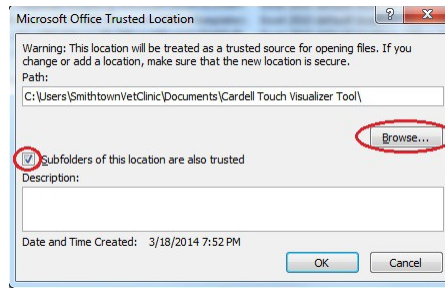 Microsoft Office Trusted Location
Warning: This location will be treated as a trusted source for opening files. If you
change or add a location, make sure that the new location is secure.
Path:
C:\Users\SmithtownVetClinic\Documents\Cardell Touch Visualizer Tool\
Browse...
Subfolders of this location are also trusted
Description:
Date and Time Created: 3/18/2014 7:52 PM
OK Cancel